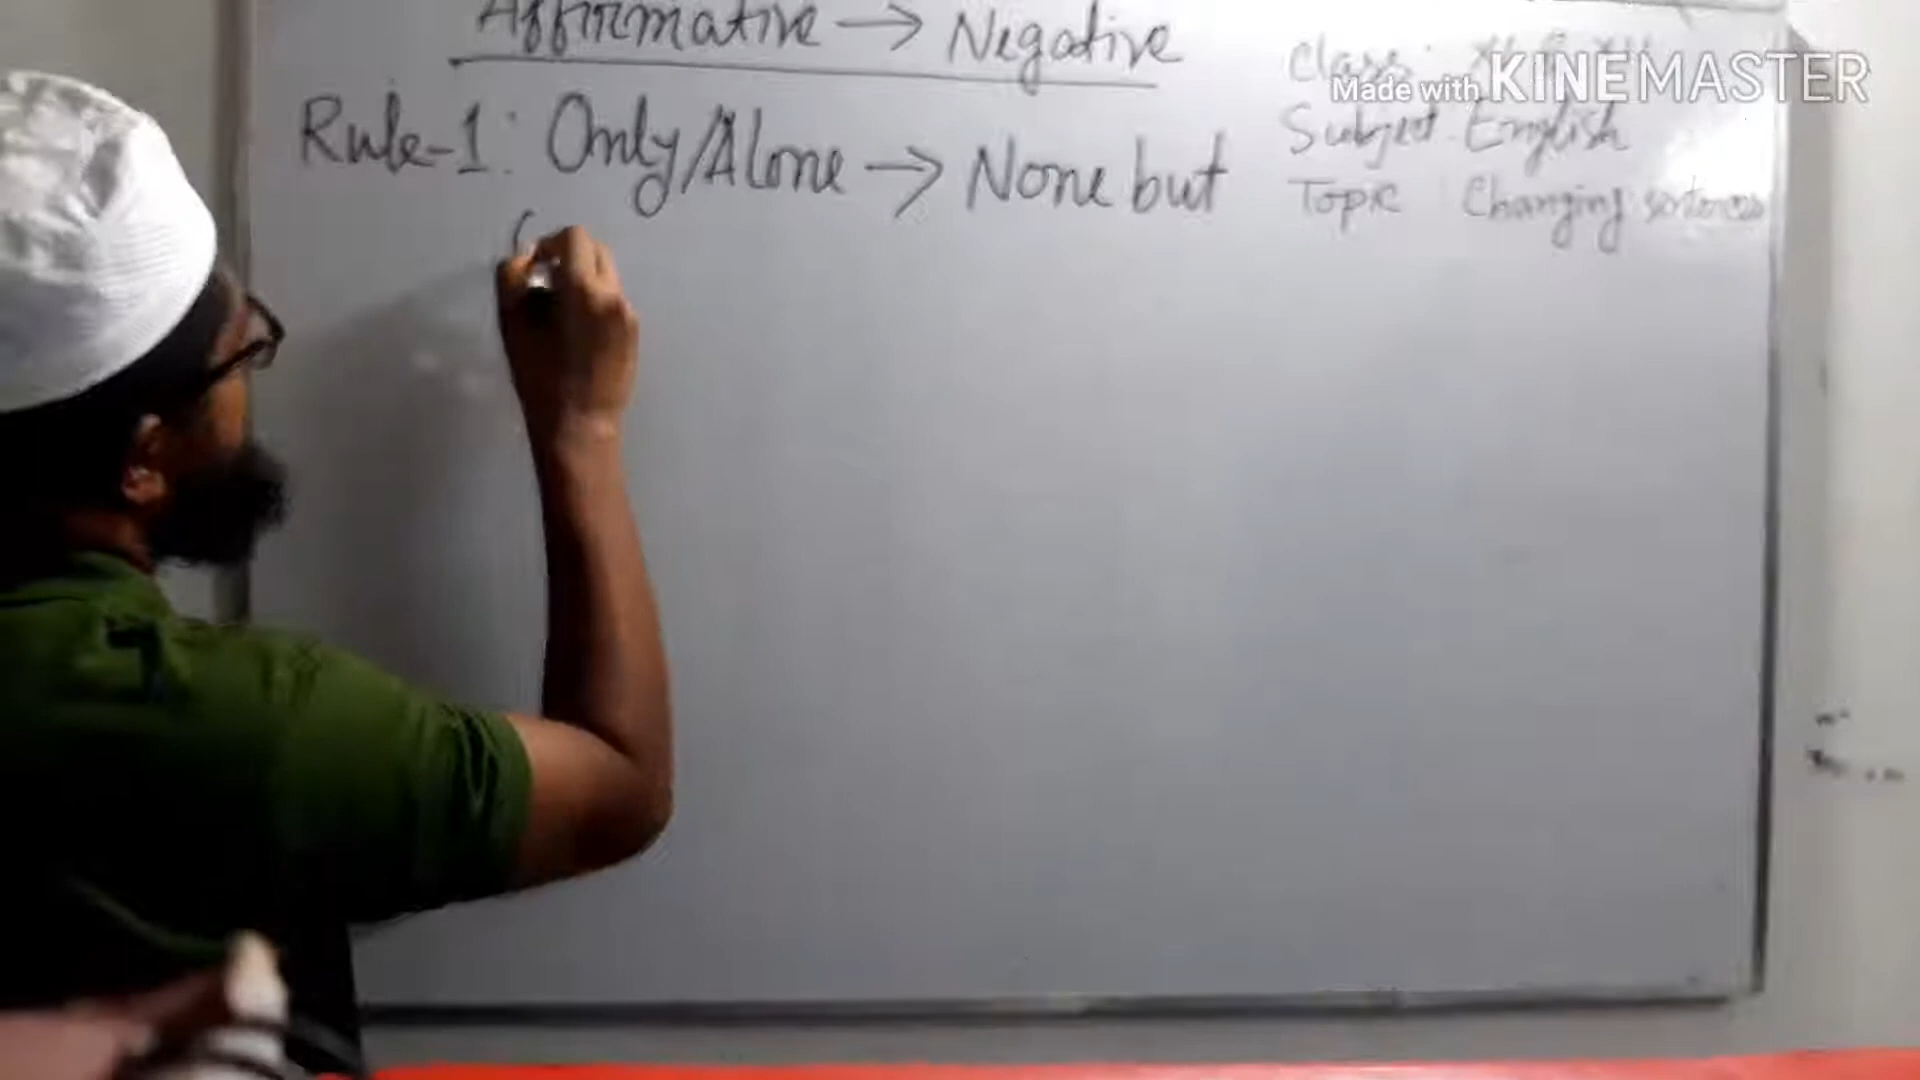 Affirmative → Negative
Rule-1: Only/Alone → None but
(
Class:
Subject: English
Topic : Changing sentences
Made with KINEMASTER